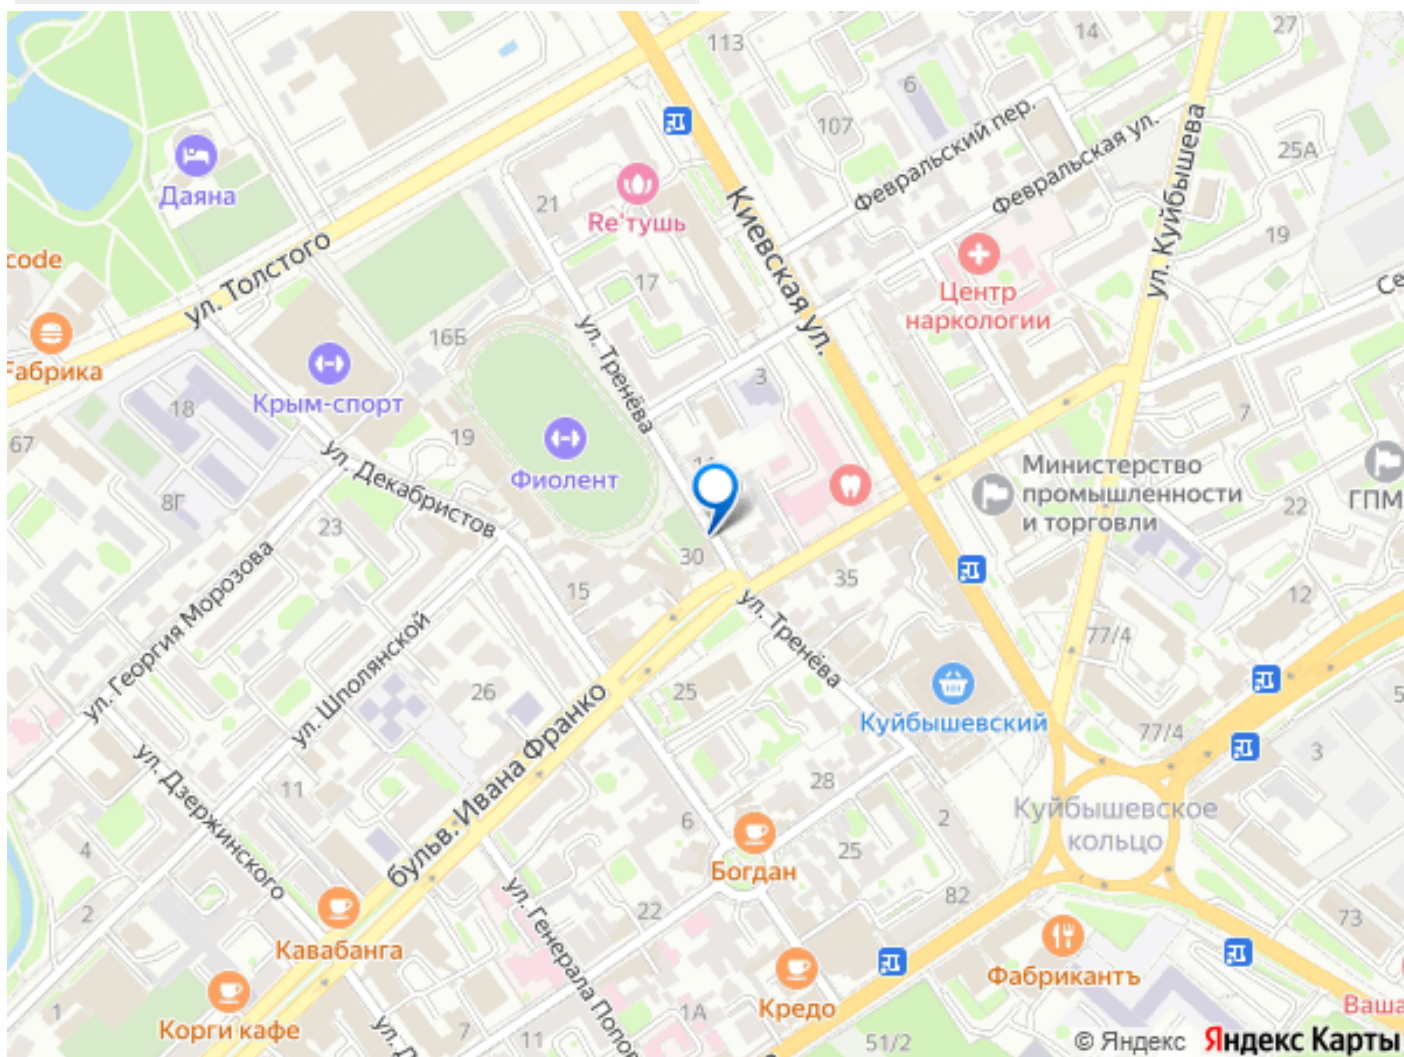 113
14
27
6
107
Февральский пер.
Февральская ул.
ул. Куйбышева
25А
Даяна
21
Re'тушь
Киевская ул.
19
code
ул. Толстого
17
Центр
наркологии
16Б
ул. Тренёва
Фабрика
Крым-спорт
3
18
7
67
19
ул. Декабристов
Фиолент
Министерство
промышленности
и торговли
ГПМ
8Г
22
23
30
35
15
12
ул. Георгия Морозова
ул. Шполянской
ул. Тренёва
77/4
26
25
Куйбышевский
77/4
5
3
бульв. Ивана Франко
ул. Дзержинского
11
28
Куйбышевское
кольцо
6
2
4
25
Богдан
82
2
22
73
Кавабанга
ул. Генерала Попо
Фабрикантъ
Кредо
Ваша
1
Корги кафе
7
11
1А
51/2
© Яндекс Яндекс Карты